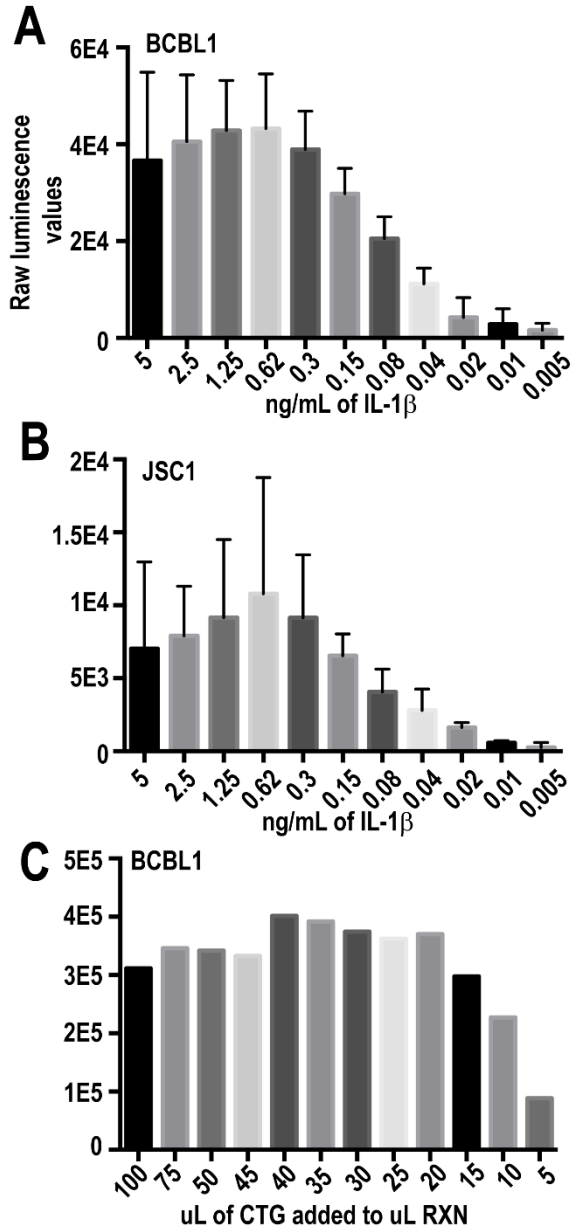 A
BCBL1
Raw luminescence
values
6E4
4E4
2E4
0
5 2.5 1.25 0.62 0.3 0.15 0.08 0.04 0.02 0.01 0.005
ng/mL of IL-1β
B
JSC1
2E4
1.5E4
1E4
5E3
0
5 2.5 1.25 0.62 0.3 0.15 0.08 0.04 0.02 0.01 0.005
ng/mL of IL-1β
C
BCBL1
5E5
4E5
3E5
2E5
1E5
0
100 75 50 45 40 35 30 25 20 15 10 5
uL of CTG added to uL RXN